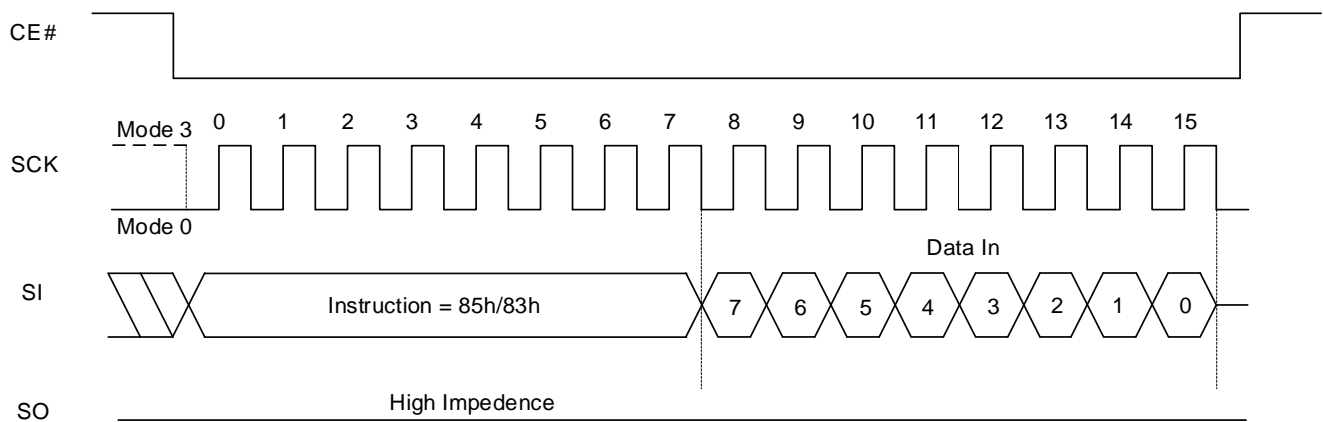 CE#
Mode 3 0 1 2 3 4 5 6 7 8 9 10 11 12 13 14 15
SCK
Mode 0
Data In
SI
Instruction = 85h/83h 7 6 5 4 3 2 1 0
High Impedence
SO